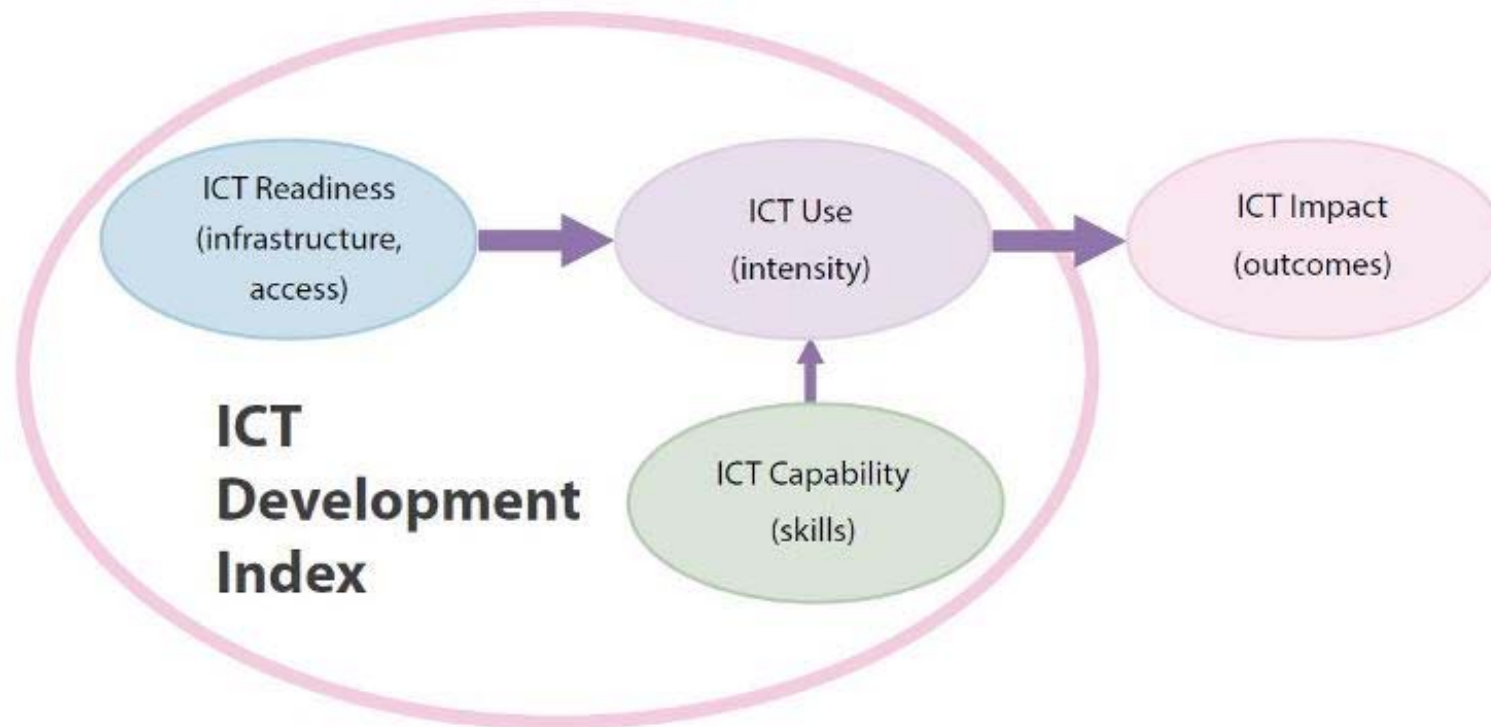 ICT Readiness
(infrastructure,
access)
ICT Use
(intensity)
ICT Impact
(outcomes)
ICT
Development
Index
ICT Capability
(skills)